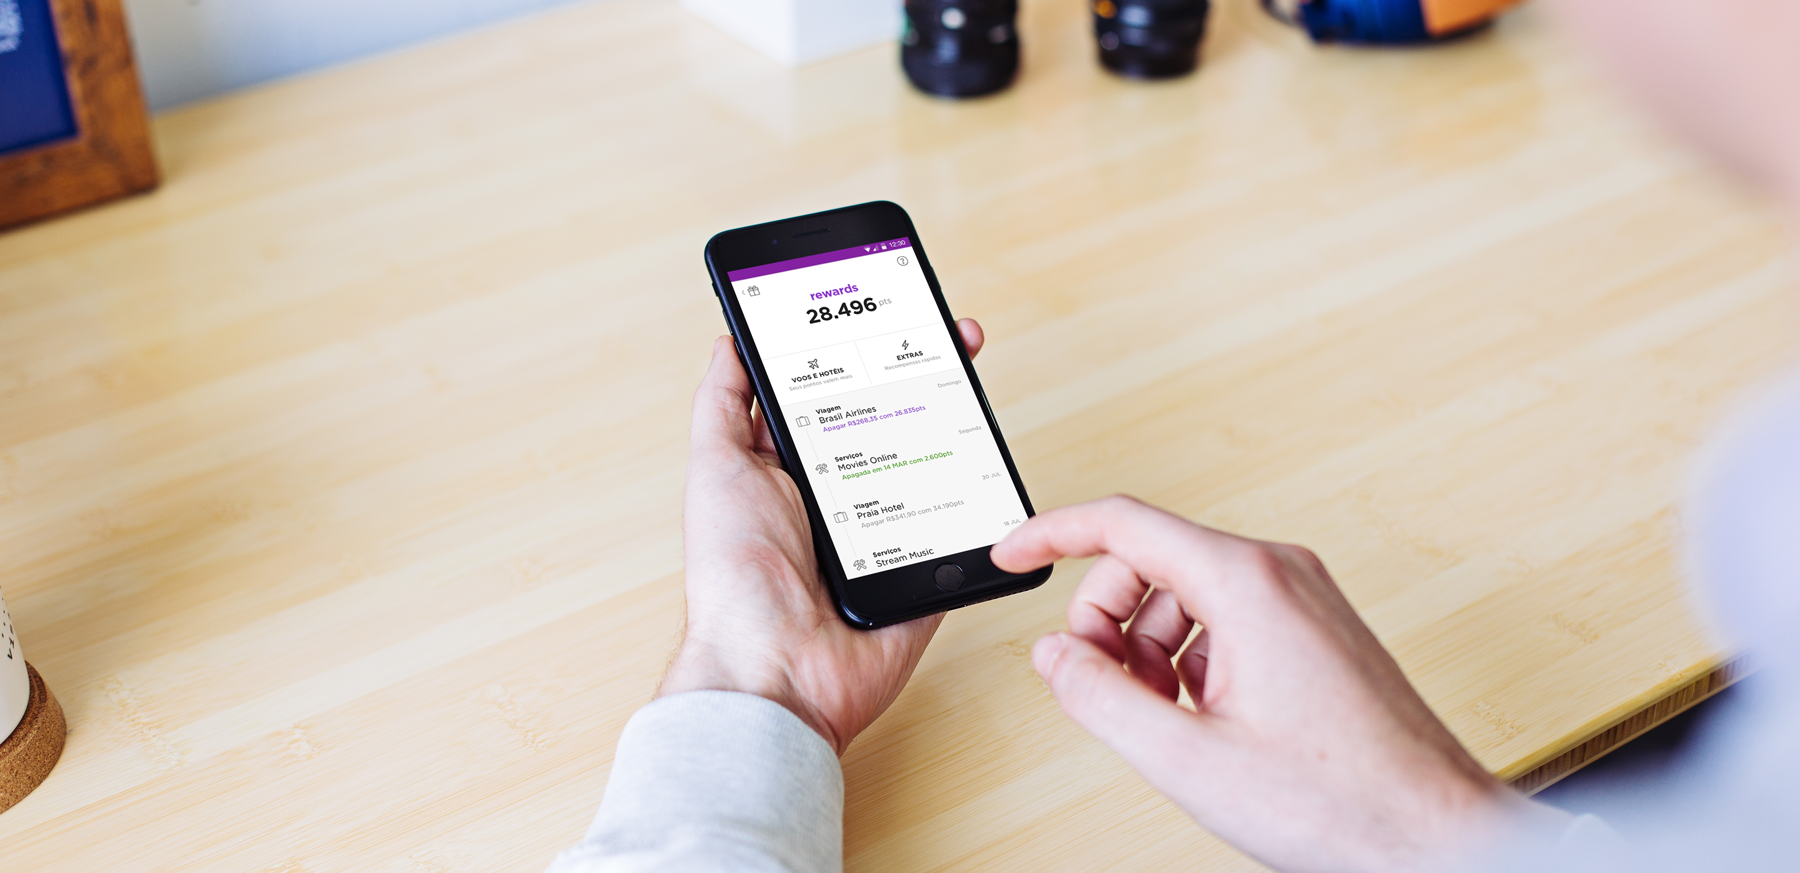 12:30
rewards
28.496 pts
VOOS E HOTÉIS
Seus pontos valem mais
EXTRAS
Recompensas rápidas
Domingo
Viagem
Brasil Airlines
Apagar R$268,35 com 26.835pts
Segunda
Serviços
Movies Online
Apagada em 14 MAR com 2.600pts
20 JUL
Viagem
Praia Hotel
Apagar R$341,90 com 34.190pts
18 JUL
Serviços
Stream Music